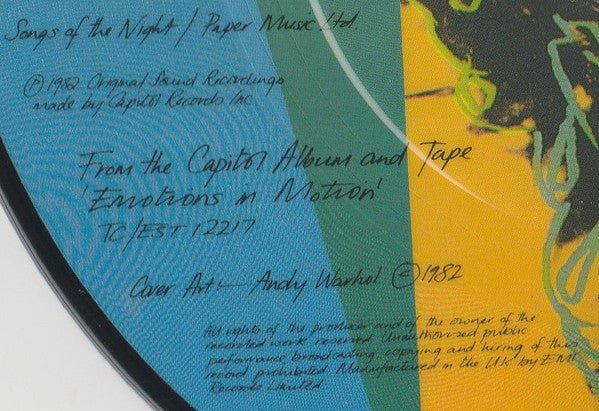 Songs of the Night / Paper Music Ltd.
Ⓟ 1982 Original Sound Recordings
made by Capitol Records Inc
From the Capitol Album and Tape
'Emotions in Motion'
TC/EST 12217
Cover Art — Andy Warhol © 1982
All rights of the producer and of the owner of the
recorded work reserved Unauthorised public
performance, broadcasting, copying and hiring of this
record prohibited. Manufactured in the UK by EMI
Records Limited